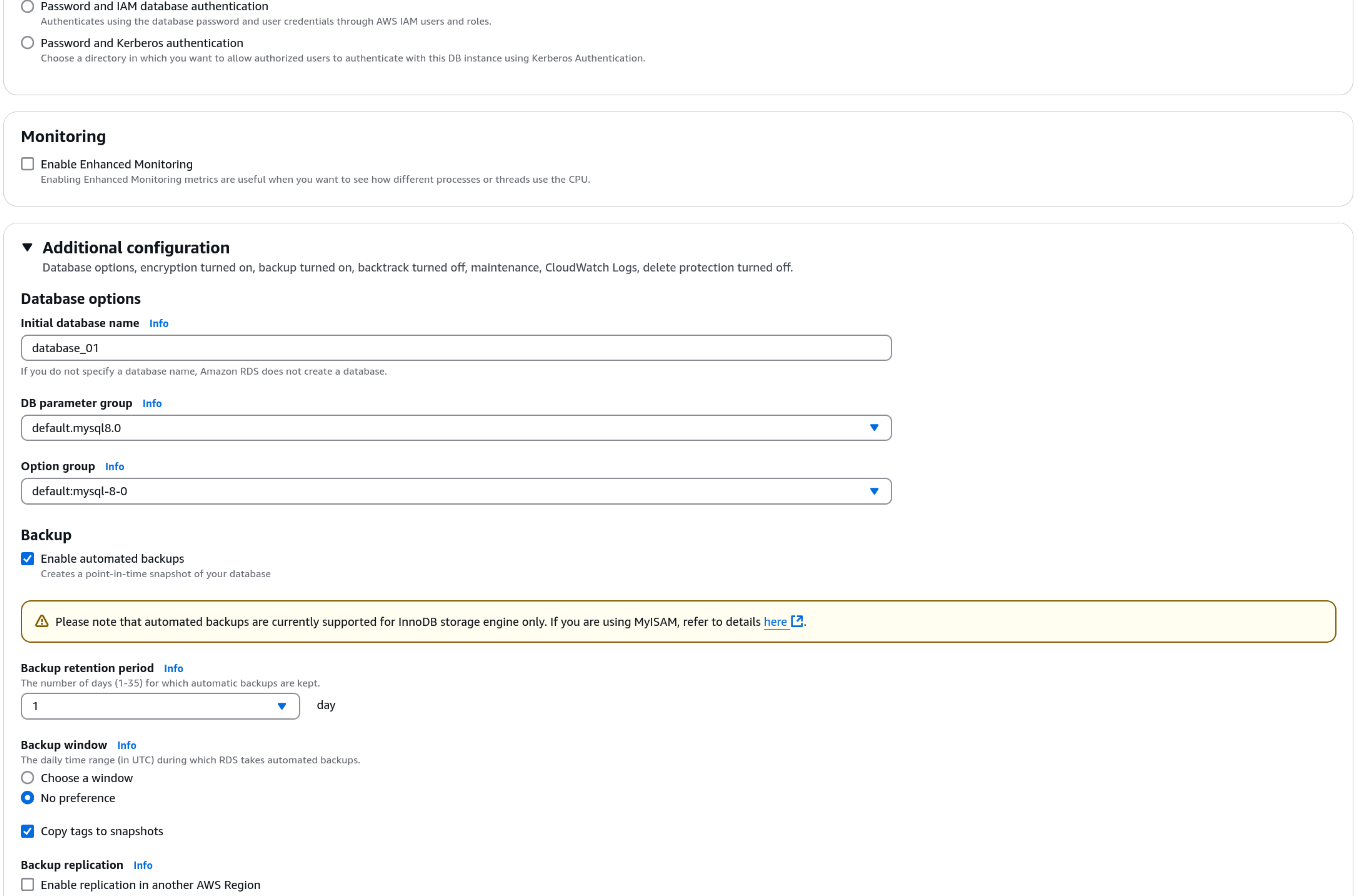 Password and IAM database authentication
Authenticates using the database password and user credentials through AWS IAM users and roles.
Password and Kerberos authentication
Choose a directory in which you want to allow authorized users to authenticate with this DB instance using Kerberos Authentication.
Monitoring
Enable Enhanced Monitoring
Enabling Enhanced Monitoring metrics are useful when you want to see how different processes or threads use the CPU.
Additional configuration
Database options, encryption turned on, backup turned on, backtrack turned off, maintenance, CloudWatch Logs, delete protection turned off.
Database options
Initial database name Info
database_01
If you do not specify a database name, Amazon RDS does not create a database.
DB parameter group Info
default.mysql8.0
Option group Info
default:mysql-8-0
Backup
Enable automated backups
Creates a point-in-time snapshot of your database
Please note that automated backups are currently supported for InnoDB storage engine only. If you are using MyISAM, refer to details here.
Backup retention period Info
The number of days (1-35) for which automatic backups are kept.
1 day
Backup window Info
The daily time range (in UTC) during which RDS takes automated backups.
Choose a window
No preference
Copy tags to snapshots
Backup replication Info
Enable replication in another AWS Region